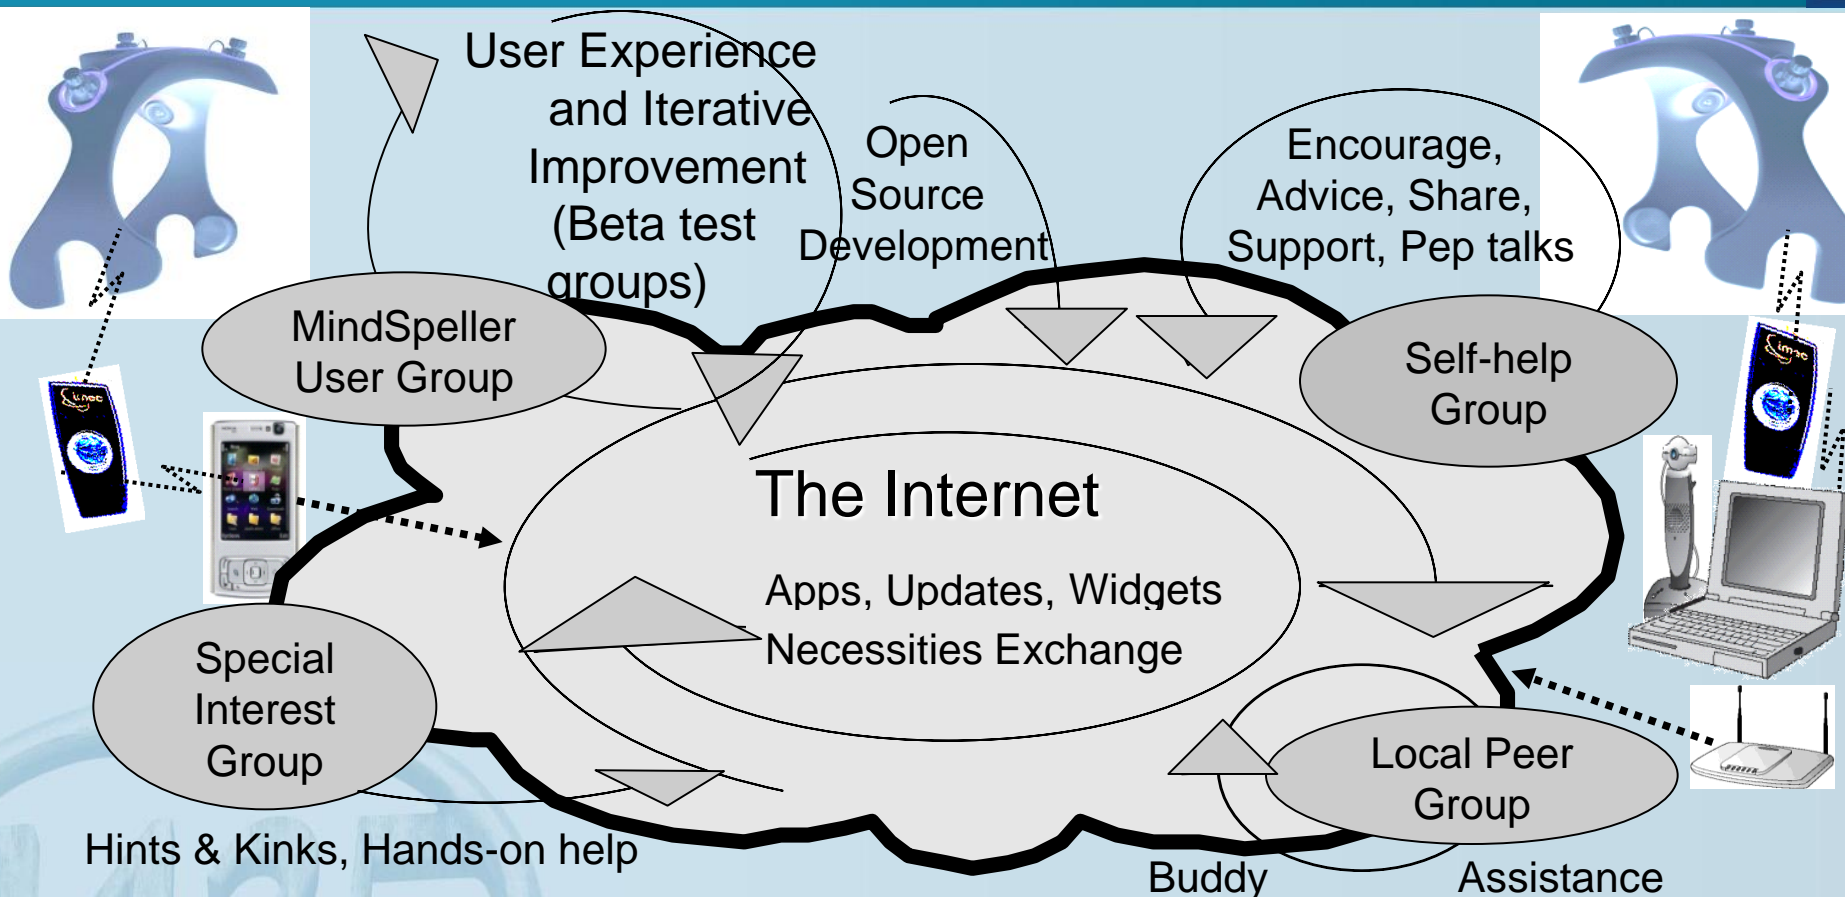 User Experience
and Iterative
Improvement
(Beta test
groups)
Open
Source
Development
Encourage,
Advice, Share,
Support, Pep talks
MindSpeller
User Group
Self-help
Group
imec
imec
The Internet
Apps, Updates, Widgets
Necessities Exchange
Special
Interest
Group
Local Peer
Group
Hints & Kinks, Hands-on help
Buddy
Assistance